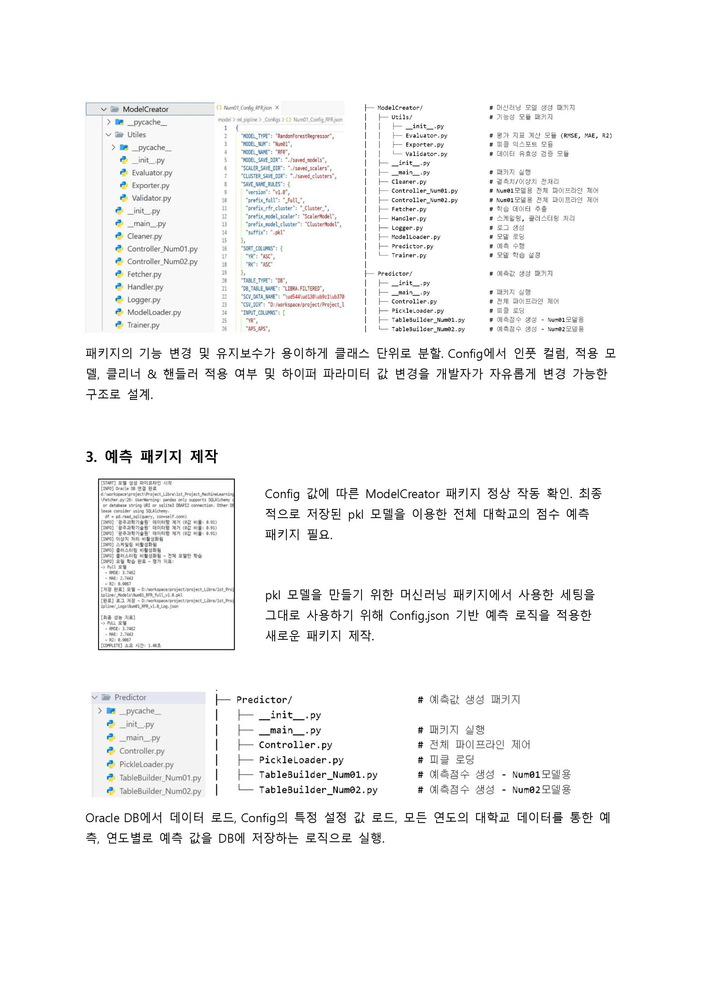 ModelCreator
__pycache__
Utiles
__pycache__
__init__.py
Evaluator.py
Exporter.py
Validator.py
__init__.py
__main__.py
Cleaner.py
Controller_Num01.py
Controller_Num02.py
Fetcher.py
Handler.py
Logger.py
ModelLoader.py
Trainer.py
{} Num01_Config_RFR.json ×
model > ml_pipline > _Configs > {} Num01_Config_RFR.json
1 {
2 "MODEL_TYPE": "RandomForestRegressor",
3 "MODEL_NUM": "Num01",
4 "MODEL_NAME": "RFR",
5 "MODEL_SAVE_DIR": "./saved_models",
6 "SCALER_SAVE_DIR": "./saved_scalers",
7 "CLUSTER_SAVE_DIR": "./saved_clusters",
8 "SAVE_NAME_RULES": {
9 "version": "v1.0",
10 "prefix_full": "_Full_",
11 "prefix_rfr_cluster": "_Cluster_",
12 "prefix_model_scaler": "ScalerModel",
13 "prefix_model_cluster": "ClusterModel",
14 "suffix": ".pkl"
15 },
16 "SORT_COLUMNS": {
17 "YR": "ASC",
18 "RK": "ASC"
19 },
20 "TABLE_TYPE": "DB",
21 "DB_TABLE_NAME": "LIBRA.FILTERED",
22 "SCV_DATA_NAME": "\ud544\ud130\ub9c1\ub370
23 "CSV_DIR": "D:/workspace/project/Project_l
24 "INPUT_COLUMNS": [
25 "YR",
26 "APS_APS",
├─ ModelCreator/ # 머신러닝 모델 생성 패키지
│ ├─ Utils/ # 기능성 모듈 패키지
│ │ ├─ __init__.py
│ │ ├─ Evaluator.py # 평가 지표 계산 모듈 (RMSE, MAE, R2)
│ │ ├─ Exporter.py # 피클 익스포트 모듈
│ │ └─ Validator.py # 데이터 유효성 검증 모듈
│ ├─ __init__.py
│ ├─ __main__.py # 패키지 실행
│ ├─ Cleaner.py # 결측치/이상치 전처리
│ ├─ Controller_Num01.py # Num01모델용 전체 파이프라인 제어
│ ├─ Controller_Num02.py # Num01모델용 전체 파이프라인 제어
│ ├─ Fetcher.py # 학습 데이터 추출
│ ├─ Handler.py # 스케일링, 클러스터링 처리
│ ├─ Logger.py # 로그 생성
│ ├─ ModelLoader.py # 모델 로딩
│ ├─ Predictor.py # 예측 수행
│ └─ Trainer.py # 모델 학습 설정
│
├─ Predictor/ # 예측값 생성 패키지
│ ├─ __init__.py
│ ├─ __main__.py # 패키지 실행
│ ├─ Controller.py # 전체 파이프라인 제어
│ ├─ PickleLoader.py # 피클 로딩
│ ├─ TableBuilder_Num01.py # 예측점수 생성 - Num01모델용
│ └─ TableBuilder_Num02.py # 예측점수 생성 - Num02모델용
패키지의 기능 변경 및 유지보수가 용이하게 클래스 단위로 분할. Config에서 인풋 컬럼, 적용 모
델, 클리너 & 핸들러 적용 여부 및 하이퍼 파라미터 값 변경을 개발자가 자유롭게 변경 가능한
구조로 설계.
3. 예측 패키지 제작
[START] 모델 생성 파이프라인 시작
[INFO] Oracle DB 연결 완료
d:\workspace\project\Project_Libra\1st_Project_MachineLearning
\Fetcher.py:26: UserWarning: pandas only supports SQLAlchemy c
or database string URI or sqlite3 DBAPI2 connection. Other DB
lease consider using SQLAlchemy.
df = pd.read_sql(query, con=self.conn)
[INFO] '광주과학기술원' 데이터행 제거 (0값 비율: 0.91)
[INFO] '광주과학기술원' 데이터행 제거 (0값 비율: 0.91)
[INFO] '광주과학기술원' 데이터행 제거 (0값 비율: 0.91)
[INFO] 이상치 처리 비활성화됨
[INFO] 스케일링 비활성화됨
[INFO] 클러스터링 비활성화됨
[INFO] 클러스터링 비활성화됨 → 전체 모델만 학습
[INFO] 모델 학습 완료 → 평가 지표:
-> Full 모델
- RMSE: 3.7462
- MAE: 2.7443
- R2: 0.9067
[저장 완료] 모델 → D:/workspace/project/project_Libra/1st_Proj
ipline/_Models\Num01_RFR_full_v1.0.pkl
[완료] 로그 저장 → D:/workspace/project/project_Libra/1st_Proj
ipline/_Logs\Num01_RFR_v1.0_Log.json
[최종 성능 지표]
-> FULL 모델
- RMSE: 3.7462
- MAE: 2.7443
- R2: 0.9067
[COMPLETE] 소요 시간: 1.48초
Config 값에 따른 ModelCreator 패키지 정상 작동 확인. 최종
적으로 저장된 pkl 모델을 이용한 전체 대학교의 점수 예측
패키지 필요.
pkl 모델을 만들기 위한 머신러닝 패키지에서 사용한 세팅을
그대로 사용하기 위해 Config.json 기반 예측 로직을 적용한
새로운 패키지 제작.
Predictor
__pycache__
__init__.py
__main__.py
Controller.py
PickleLoader.py
TableBuilder_Num01.py
TableBuilder_Num02.py
├─ Predictor/ # 예측값 생성 패키지
│ ├─ __init__.py
│ ├─ __main__.py # 패키지 실행
│ ├─ Controller.py # 전체 파이프라인 제어
│ ├─ PickleLoader.py # 피클 로딩
│ ├─ TableBuilder_Num01.py # 예측점수 생성 - Num01모델용
│ └─ TableBuilder_Num02.py # 예측점수 생성 - Num02모델용
Oracle DB에서 데이터 로드, Config의 특정 설정 값 로드, 모든 연도의 대학교 데이터를 통한 예
측, 연도별로 예측 값을 DB에 저장하는 로직으로 실행.